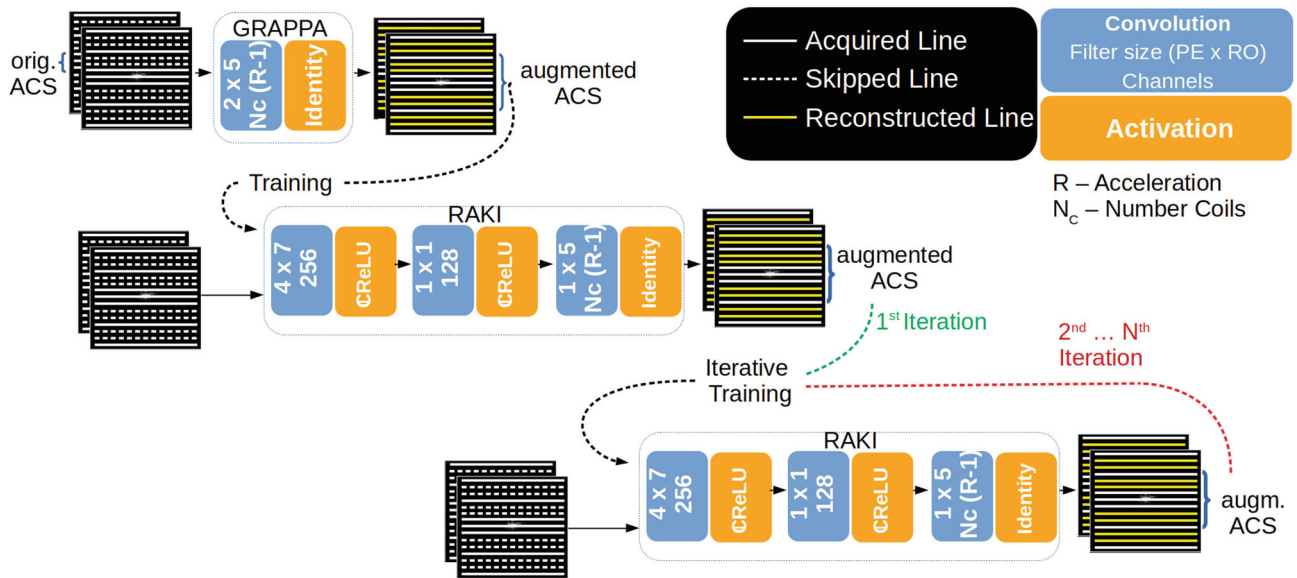 GRAPPA
orig.
ACS
2 x 5
Nc (R-1)
Identity
augmented
ACS
Acquired Line
Skipped Line
Reconstructed Line
Convolution
Filter size (PE x RO)
Channels
Activation
R – Acceleration
N_C – Number Coils
Training
RAKI
4 x 7
256
ℂReLU
1 x 1
128
ℂReLU
1 x 5
Nc (R-1)
Identity
augmented
ACS
1st Iteration
2nd ... Nth
Iteration
Iterative
Training
RAKI
4 x 7
256
ℂReLU
1 x 1
128
ℂReLU
1 x 5
Nc (R-1)
Identity
augm.
ACS